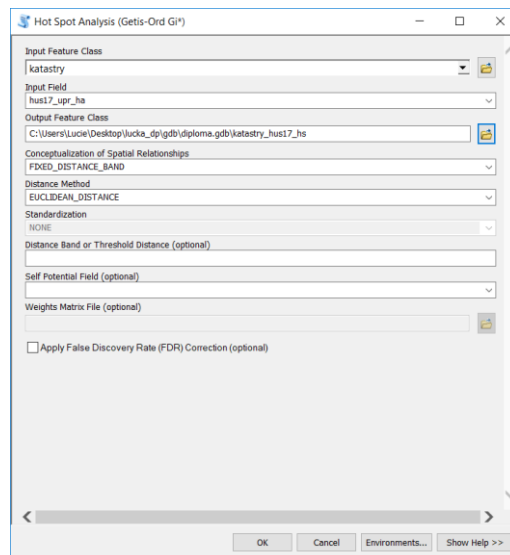 Hot Spot Analysis (Getis-Ord Gi*)
Input Feature Class
katastry
Input Field
hus17_upr_ha
Output Feature Class
C:\Users\Lucie\Desktop\lucka_dp\gdb\diploma.gdb\katastry_hus17_hs
Conceptualization of Spatial Relationships
FIXED_DISTANCE_BAND
Distance Method
EUCLIDEAN_DISTANCE
Standardization
NONE
Distance Band or Threshold Distance (optional)
Self Potential Field (optional)
Weights Matrix File (optional)
Apply False Discovery Rate (FDR) Correction (optional)
OK Cancel Environments... Show Help >>